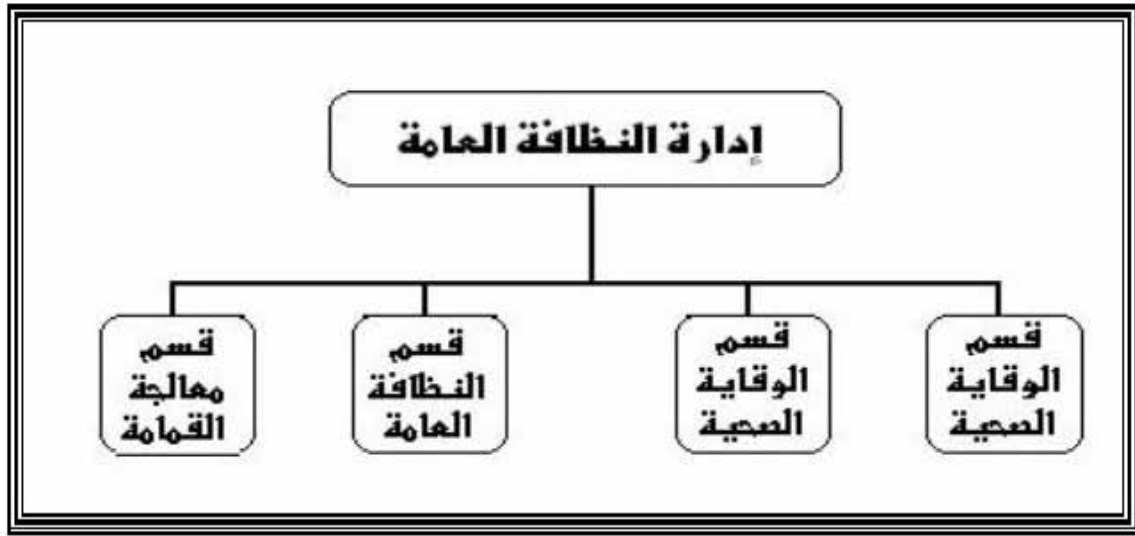 إدارة النظافة العامة
قسم
الوقاية
الصحية
قسم
الوقاية
الصحية
قسم
النظافة
العامة
قسم
معالجة
القمامة